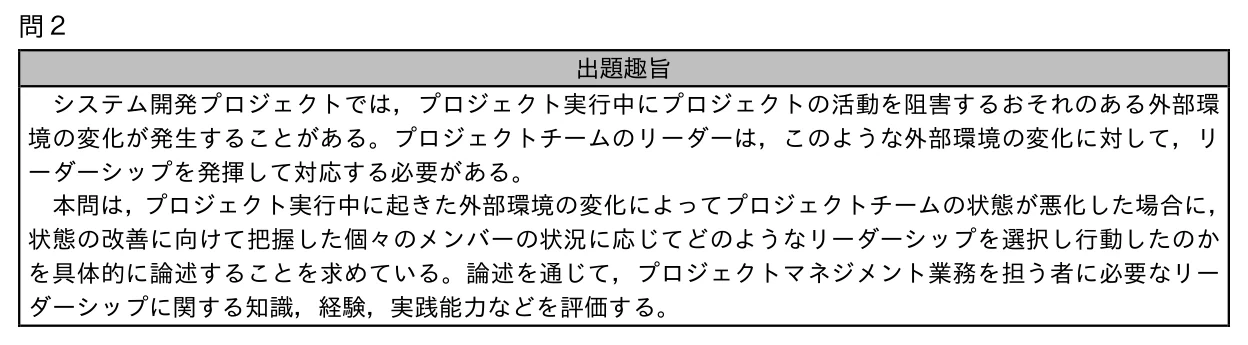 問２
出題趣旨
システム開発プロジェクトでは，プロジェクト実行中にプロジェクトの活動を阻害するおそれのある外部環
境の変化が発生することがある。プロジェクトチームのリーダーは，このような外部環境の変化に対して，リ
ーダーシップを発揮して対応する必要がある。
本問は，プロジェクト実行中に起きた外部環境の変化によってプロジェクトチームの状態が悪化した場合に，
状態の改善に向けて把握した個々のメンバーの状況に応じてどのようなリーダーシップを選択し行動したのか
を具体的に論述することを求めている。論述を通じて，プロジェクトマネジメント業務を担う者に必要なリー
ダーシップに関する知識，経験，実践能力などを評価する。